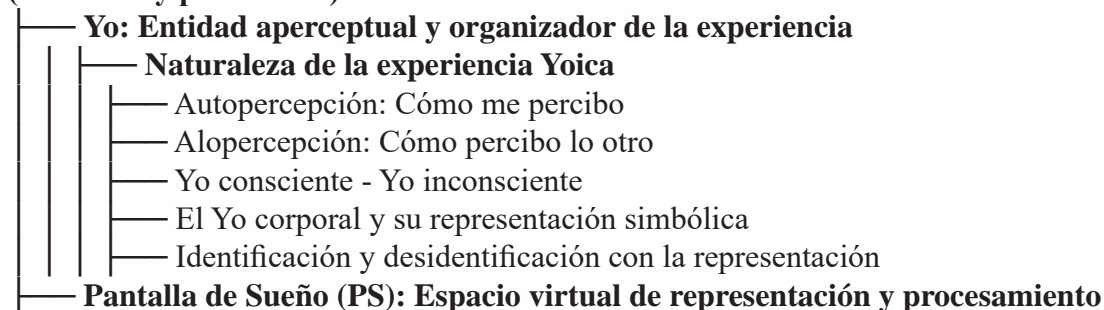 Yo: Entidad aperceptual y organizador de la experiencia
Naturaleza de la experiencia Yoica
Autopercepción: Cómo me percibo
Alopercepción: Cómo percibo lo otro
Yo consciente - Yo inconsciente
El Yo corporal y su representación simbólica
Identificación y desidentificación con la representación
Pantalla de Sueño (PS): Espacio virtual de representación y procesamiento